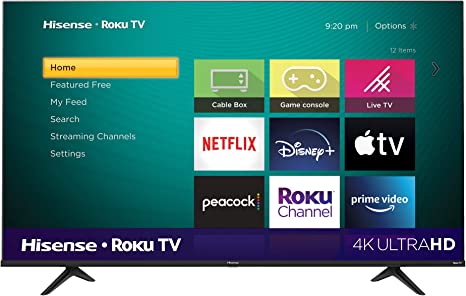 Hisense • Roku TV
9:20 pm | Options ✳
12 Items
Home
Featured Free
My Feed
Search
Streaming Channels
Settings
Cable Box
Game console
Live TV
NETFLIX
Disney+
tv
peacock
Roku Channel
prime video
Hisense • Roku TV
4K ULTRAHD
Hisense